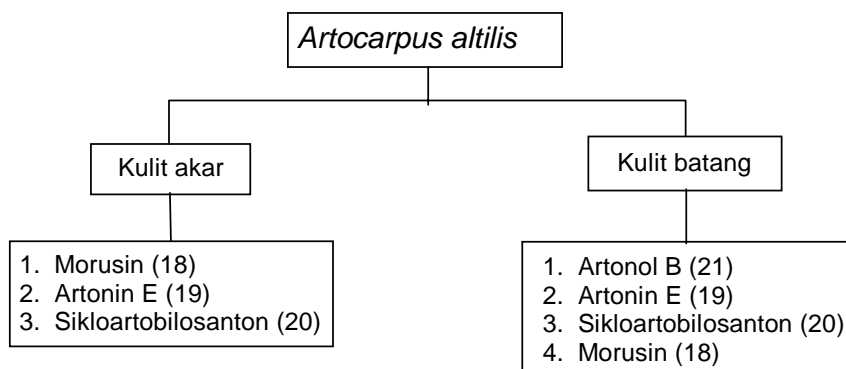 Artocarpus altilis
Kulit akar
Kulit batang
1. Morusin (18)
2. Artonin E (19)
3. Sikloartobilosanton (20)
1. Artonol B (21)
2. Artonin E (19)
3. Sikloartobilosanton (20)
4. Morusin (18)